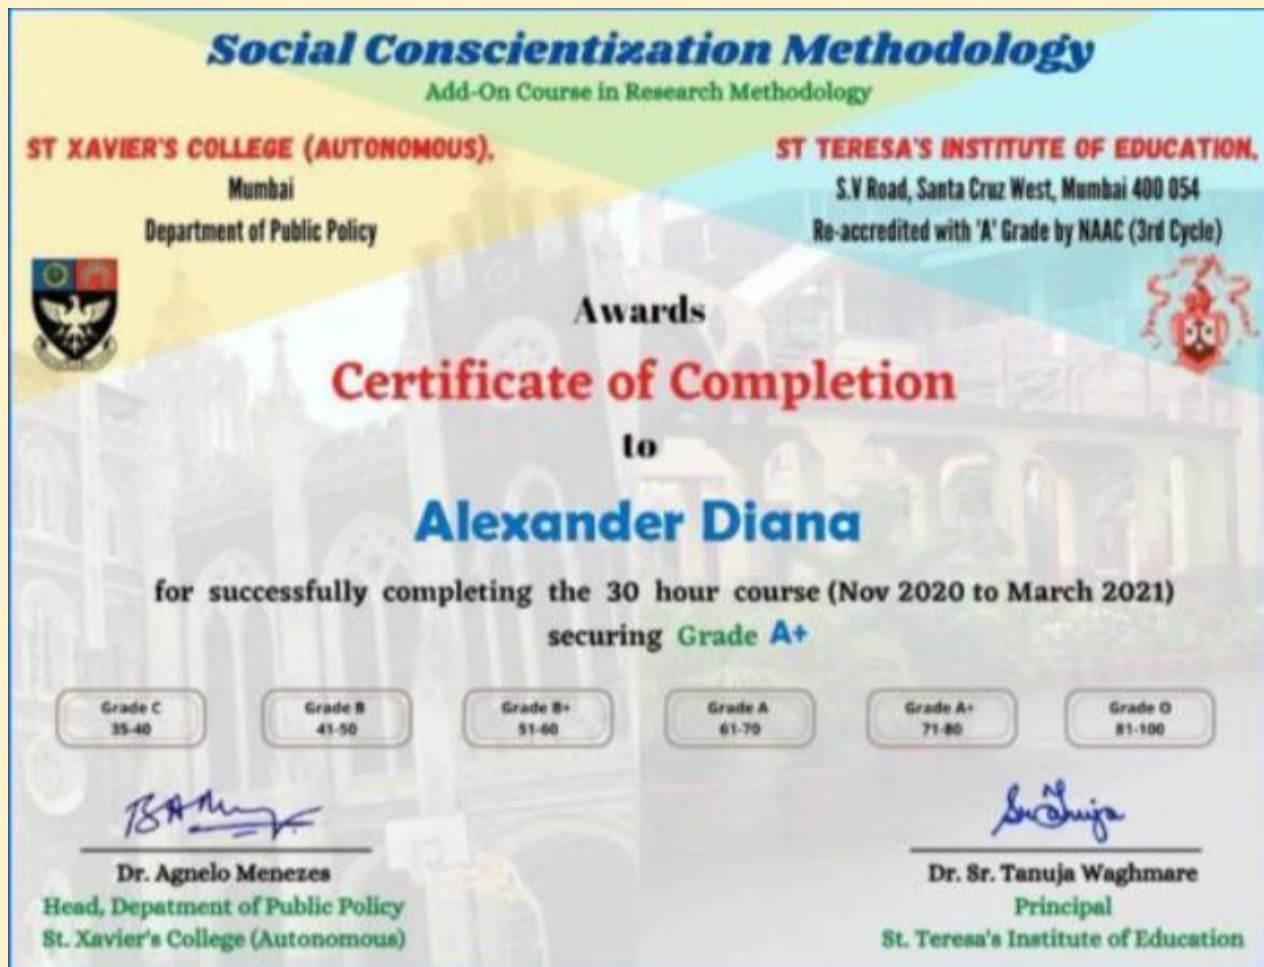 Social Conscientization Methodology
Add-On Course in Research Methodology
ST XAVIER'S COLLEGE (AUTONOMOUS),
Mumbai
Department of Public Policy
ST TERESA'S INSTITUTE OF EDUCATION,
S.V Road, Santa Cruz West, Mumbai 400 054
Re-accredited with 'A' Grade by NAAC (3rd Cycle)
Awards
Certificate of Completion
to
Alexander Diana
for successfully completing the 30 hour course (Nov 2020 to March 2021)
securing Grade A+
Grade C
35-40
Grade B
41-50
Grade B+
51-60
Grade A
61-70
Grade A+
71-80
Grade O
81-100
Dr. Agnelo Menezes
Head, Depatment of Public Policy
St. Xavier's College (Autonomous)
Dr. Sr. Tanuja Waghmare
Principal
St. Teresa's Institute of Education